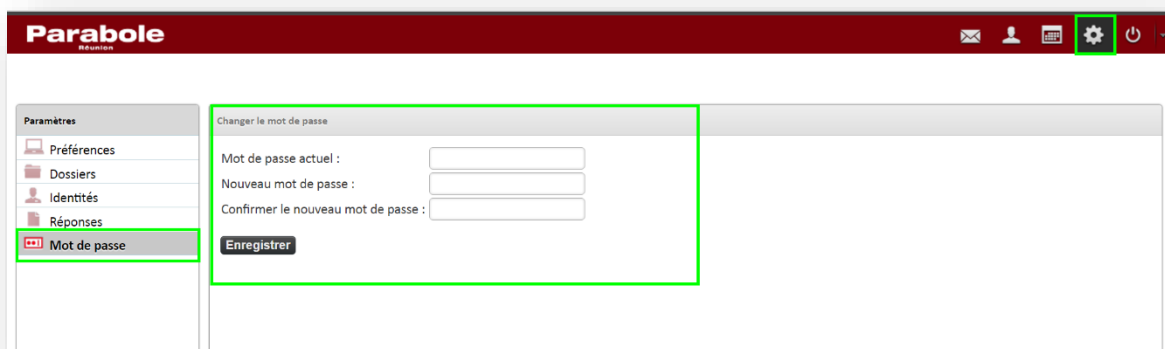 Parabole
Réunion
Paramètres
Préférences
Dossiers
Identités
Réponses
Mot de passe
Changer le mot de passe
Mot de passe actuel :
Nouveau mot de passe :
Confirmer le nouveau mot de passe :
Enregistrer